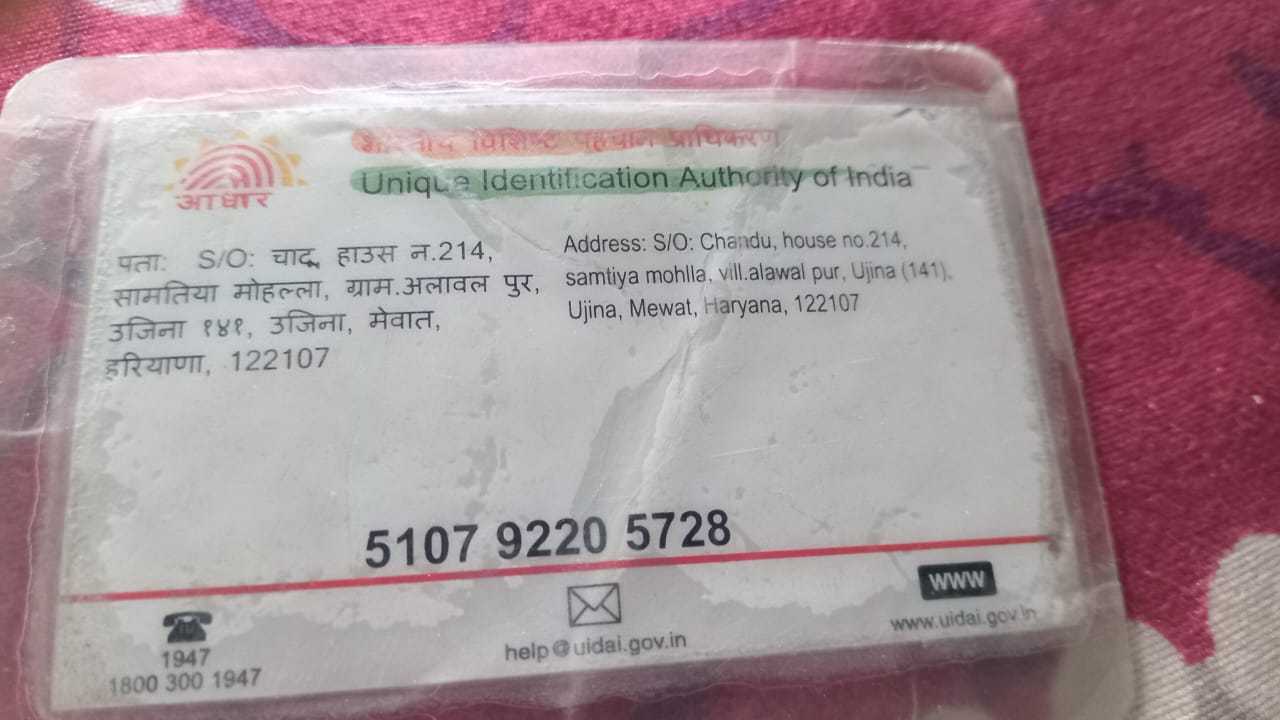 भारतीय विशिष्ट पहचान प्राधिकरण
Unique Identification Authority of India
आधार
पता: S/O: चादू, हाउस न.214,
सामतिया मोहल्ला, ग्राम.अलावल पुर,
उजिना १४१, उजिना, मेवात,
हरियाणा, 122107
Address: S/O: Chandu, house no.214,
samtiya mohlla, vill.alawal pur, Ujina (141),
Ujina, Mewat, Haryana, 122107
5107 9220 5728
1947
1800 300 1947
help@uidai.gov.in
WWW
www.uidai.gov.in